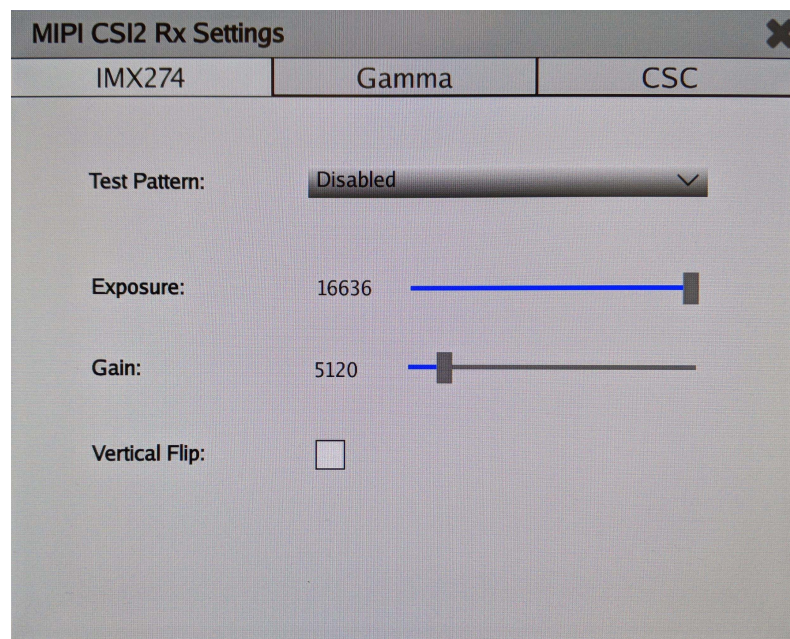 MIPI CSI2 Rx Settings
IMX274 Gamma CSC
Test Pattern: Disabled
Exposure: 16636
Gain: 5120
Vertical Flip: